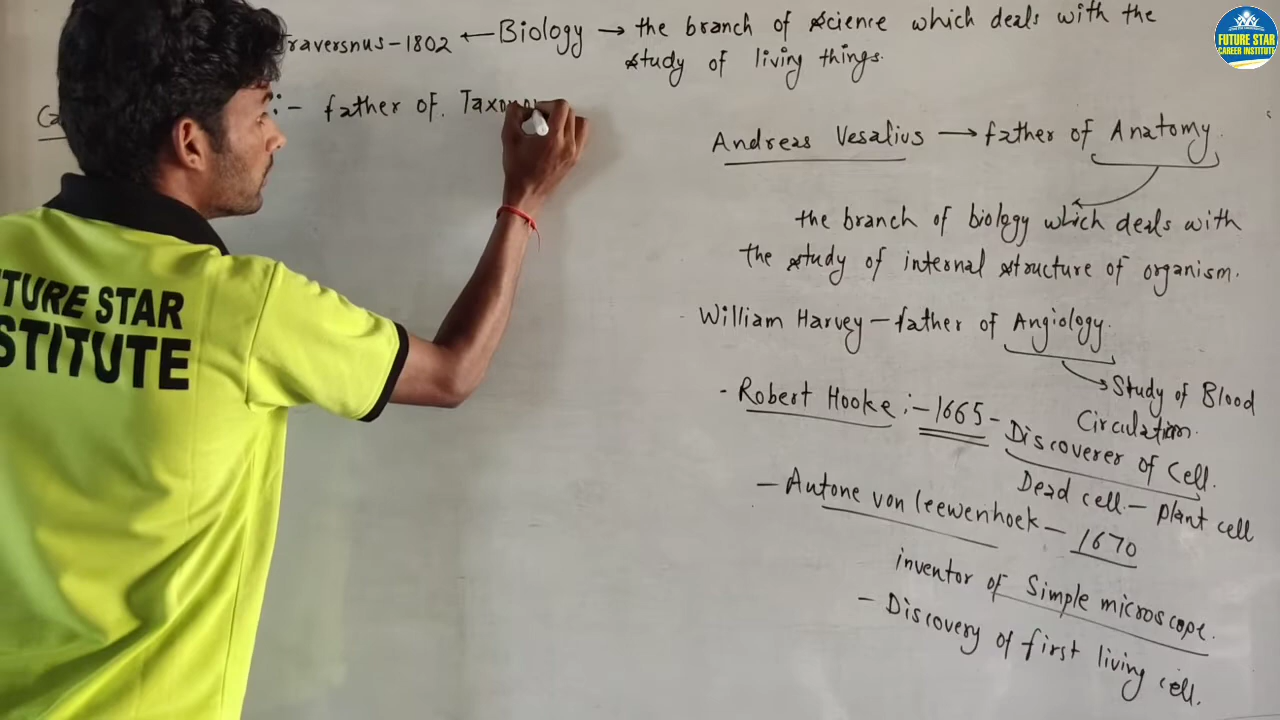 raversnus-1802 ← Biology → the branch of science which deals with the
study of living things.
:- father of. Taxono
Andreas Vesalius → father of Anatomy.
the branch of biology which deals with
the study of internal structure of organism.
William Harvey - father of Angiology.
Study of Blood
Circulation.
- Robert Hooke :- 1665 - Discoverer of Cell.
Dead cell. - plant cell
- Autone von leewenhoek - 1670
inventor of Simple microscope.
- Discovery of first living cell.
TURE STAR
STITUTE
FUTURE STAR
CAREER INSTITUTE